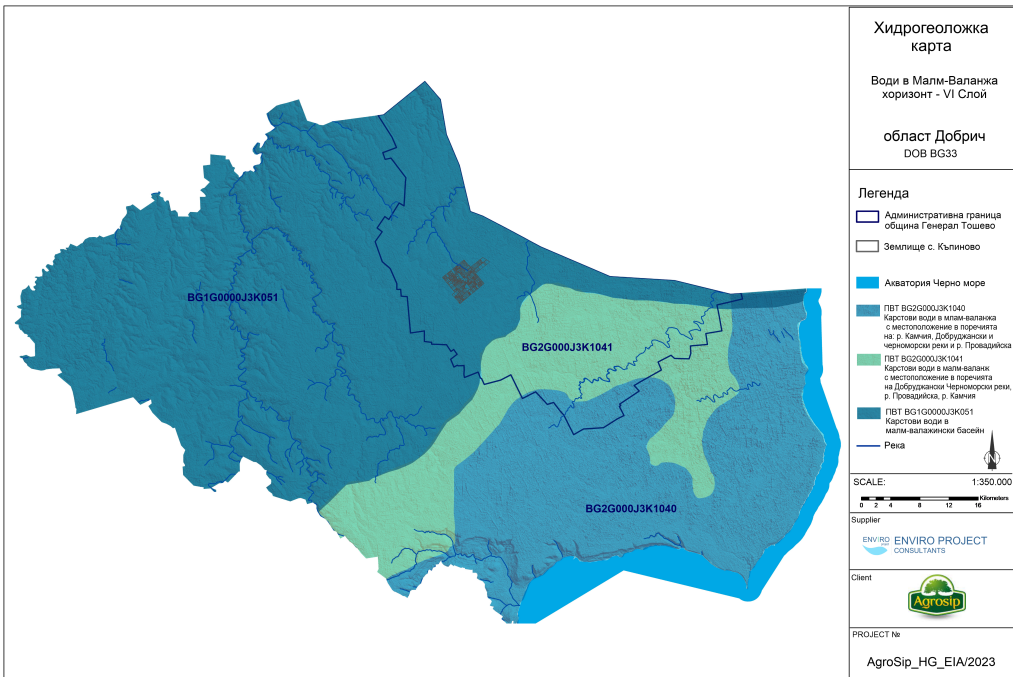 Хидрогеоложка
карта
Води в Малм-Валанжа
хоризонт - VI Слой
област Добрич
DOB BG33
Легенда
Административна граница
община Генерал Тошево
Землище с. Къпиново
Акватория Черно море
ПВТ BG2G000J3K1040
Карстови води в млам-валанжа
с местоположение в поречията
на: р. Камчия, Добруджански и
черноморски реки и р. Провадийска
ПВТ BG2G000J3K1041
Карстови води в малм-валанж
с местоположение в поречията
на Добруджански Черноморски реки,
р. Провадийска, р. Камчия
ПВТ BG1G0000J3K051
Карстови води в
малм-валажински басейн
Река
N
SCALE: 1:350.000
Kilometers
0 2 4 8 12 16
Supplier
ENVIRO
ENVIRO PROJECT
CONSULTANTS
Client
Agrosip
PROJECT №
AgroSip_HG_EIA/2023
BG1G0000J3K051
BG2G000J3K1041
BG2G000J3K1040